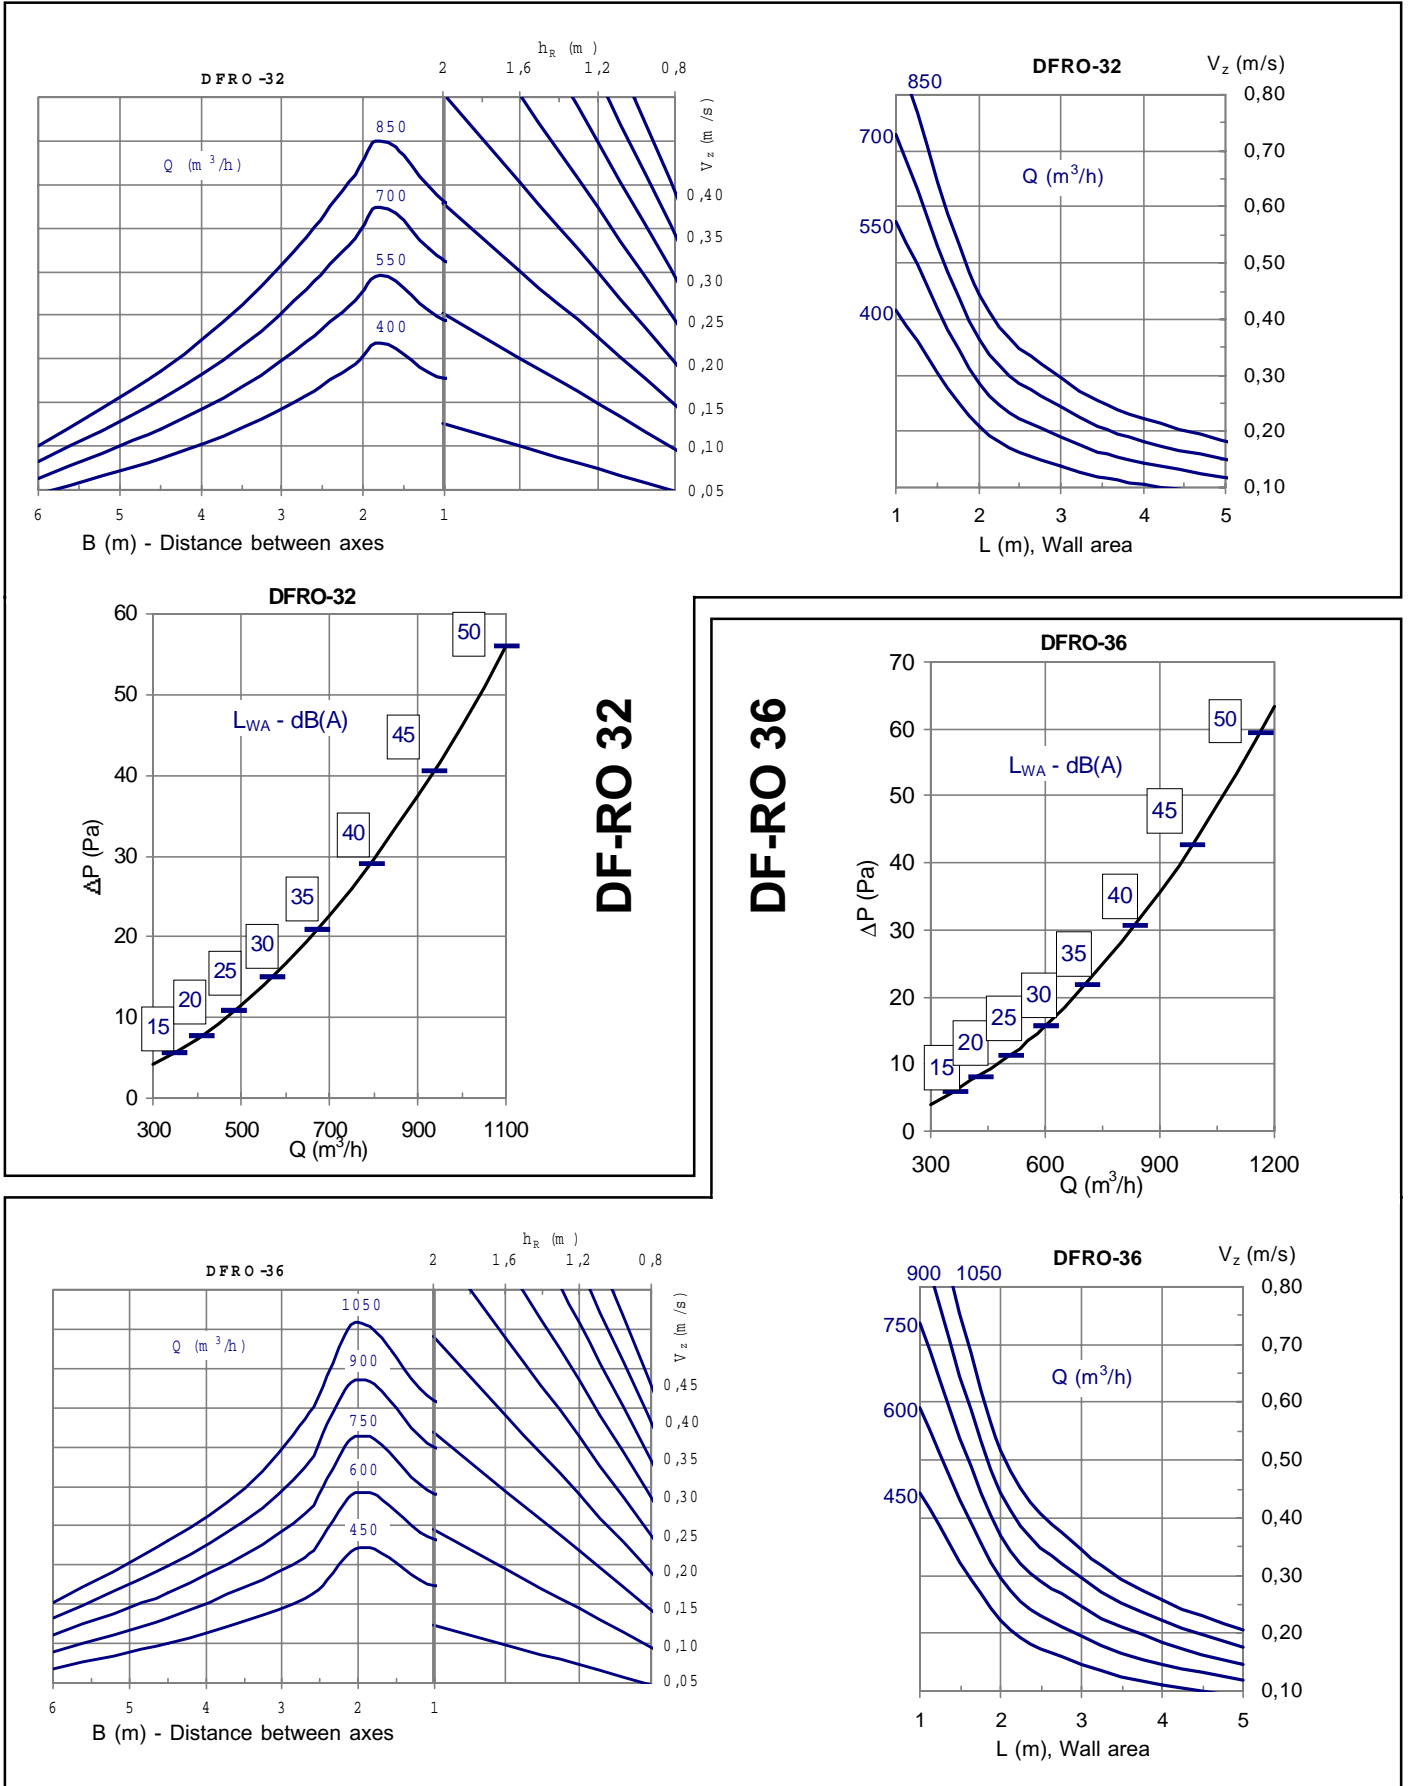 DFRO-32
h_R (m)
2 1,6 1,2 0,8
V_z (m/s)
Q (m³/h)
850
700
550
400
0,40
0,35
0,30
0,25
0,20
0,15
0,10
0,05
6 5 4 3 2 1
B (m) - Distance between axes
DFRO-32
V_z (m/s)
850
700
550
400
Q (m³/h)
0,80
0,70
0,60
0,50
0,40
0,30
0,20
0,10
1 2 3 4 5
L (m), Wall area
DFRO-32
60
50
40
30
20
10
0
ΔP (Pa)
L_WA - dB(A)
50
45
40
35
30
25
20
15
300 500 700 900 1100
Q (m³/h)
DF-RO 32
DF-RO 36
DFRO-36
70
60
50
40
30
20
10
0
ΔP (Pa)
L_WA - dB(A)
50
45
40
35
30
25
20
15
300 600 900 1200
Q (m³/h)
DFRO-36
h_R (m)
2 1,6 1,2 0,8
V_z (m/s)
Q (m³/h)
1050
900
750
600
450
0,45
0,40
0,35
0,30
0,25
0,20
0,15
0,10
0,05
6 5 4 3 2 1
B (m) - Distance between axes
DFRO-36
V_z (m/s)
900 1050
750
600
450
Q (m³/h)
0,80
0,70
0,60
0,50
0,40
0,30
0,20
0,10
1 2 3 4 5
L (m), Wall area